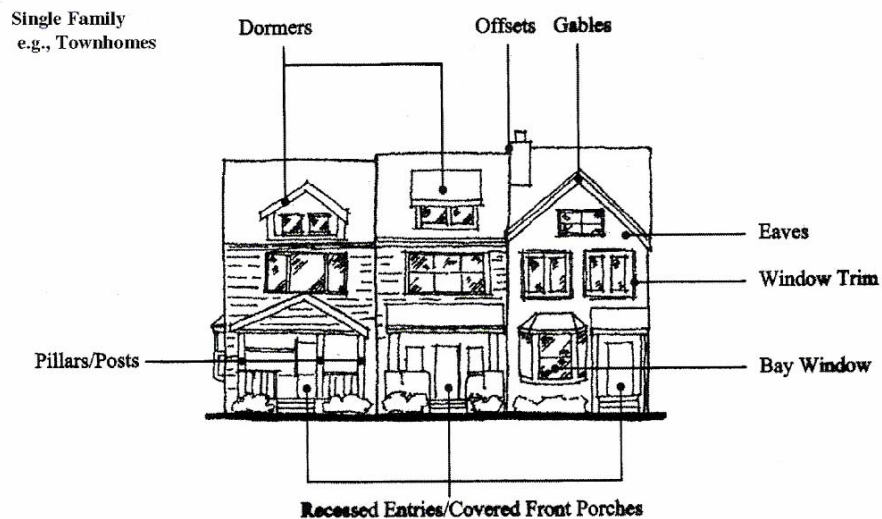 Single Family
e.g., Townhomes
Dormers
Offsets
Gables
Eaves
Window Trim
Pillars/Posts
Bay Window
Recessed Entries/Covered Front Porches